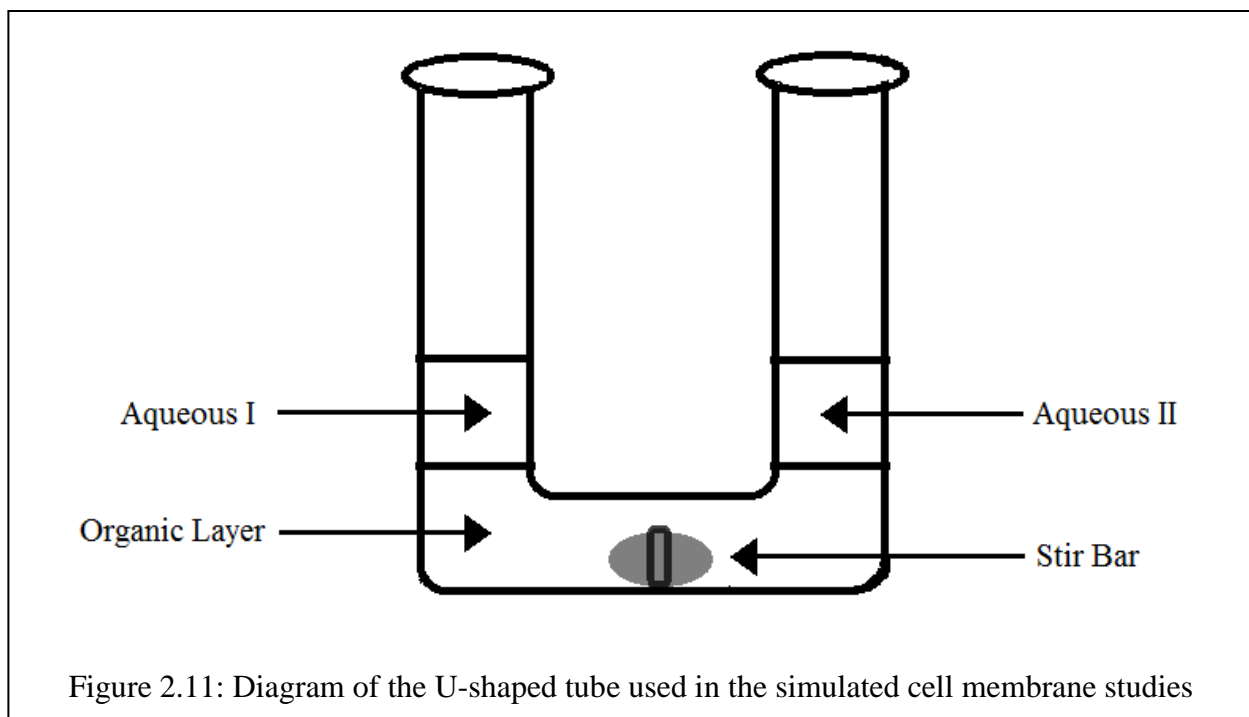 Aqueous I
Aqueous II
Organic Layer
Stir Bar
Figure 2.11: Diagram of the U-shaped tube used in the simulated cell membrane studies